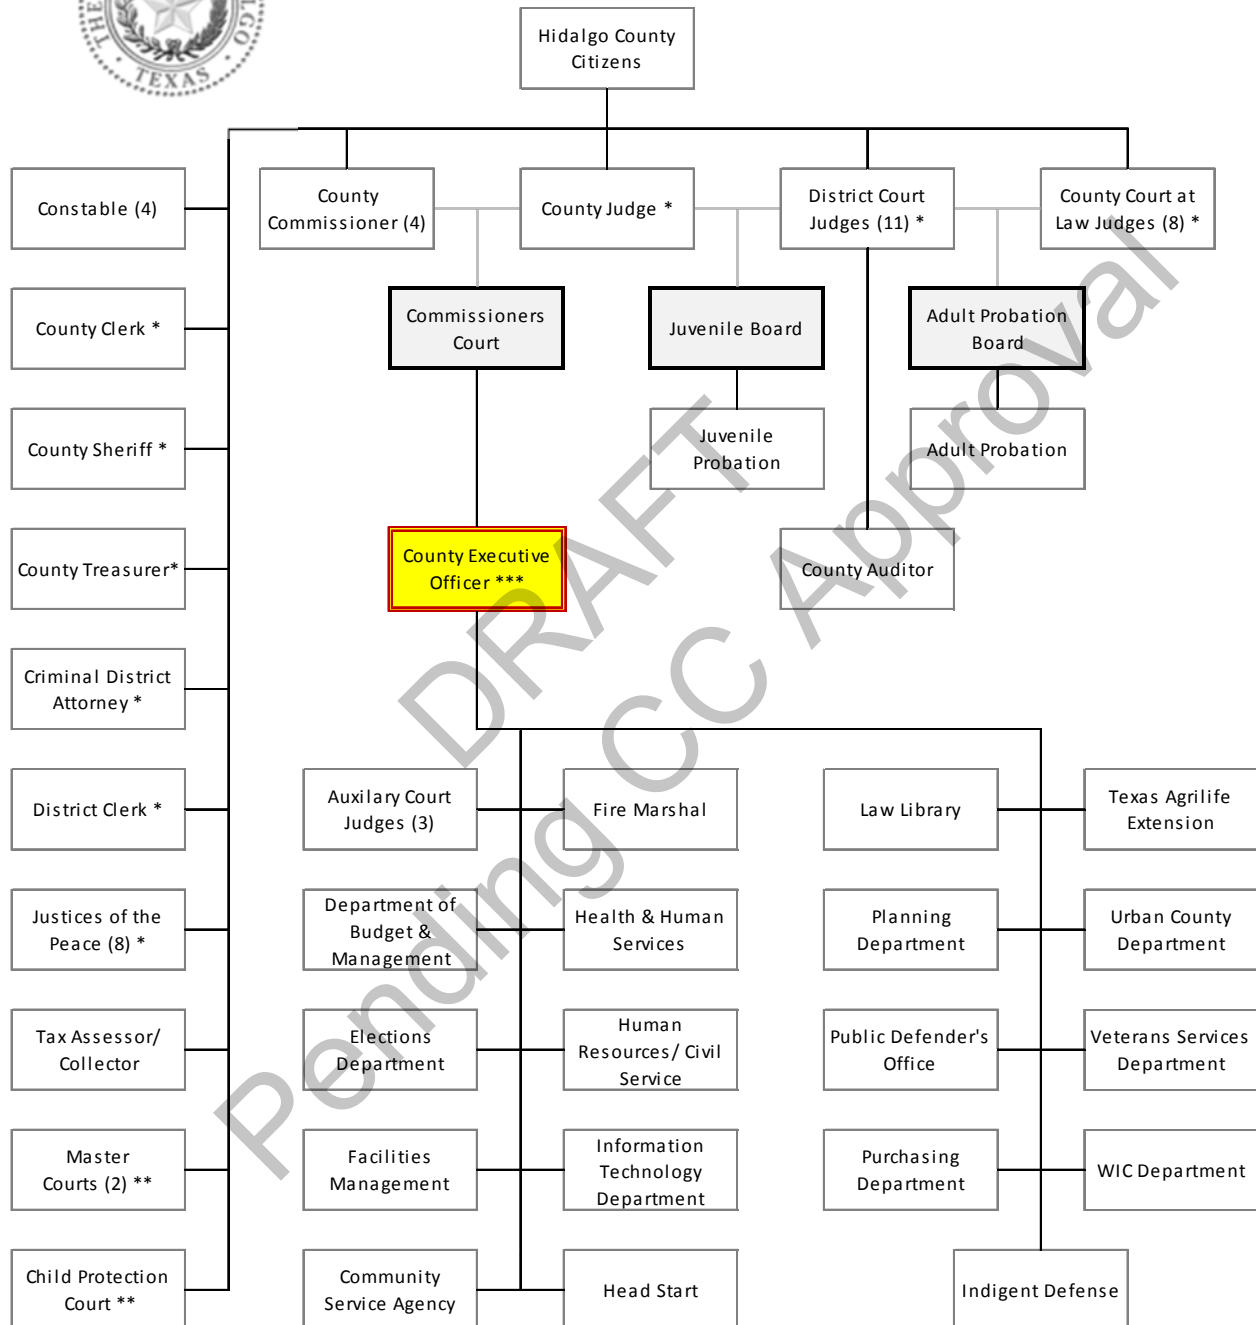 THE
LGO
TEXAS
Hidalgo County
Citizens
Constable (4)
County
Commissioner (4)
County Judge *
District Court
Judges (11) *
County Court at
Law Judges (8) *
County Clerk *
Commissioners
Court
Juvenile Board
Adult Probation
Board
County Sheriff *
Juvenile
Probation
Adult Probation
County Treasurer*
County Executive
Officer ***
County Auditor
Criminal District
Attorney *
District Clerk *
Auxilary Court
Judges (3)
Fire Marshal
Law Library
Texas Agrilife
Extension
Justices of the
Peace (8) *
Department of
Budget &
Management
Health & Human
Services
Planning
Department
Urban County
Department
Tax Assessor/
Collector
Elections
Department
Human
Resources/ Civil
Service
Public Defender's
Office
Veterans Services
Department
Master
Courts (2) **
Facilities
Management
Information
Technology
Department
Purchasing
Department
WIC Department
Child Protection
Court **
Community
Service Agency
Head Start
Indigent Defense
DRAFT
Pending CC Approval